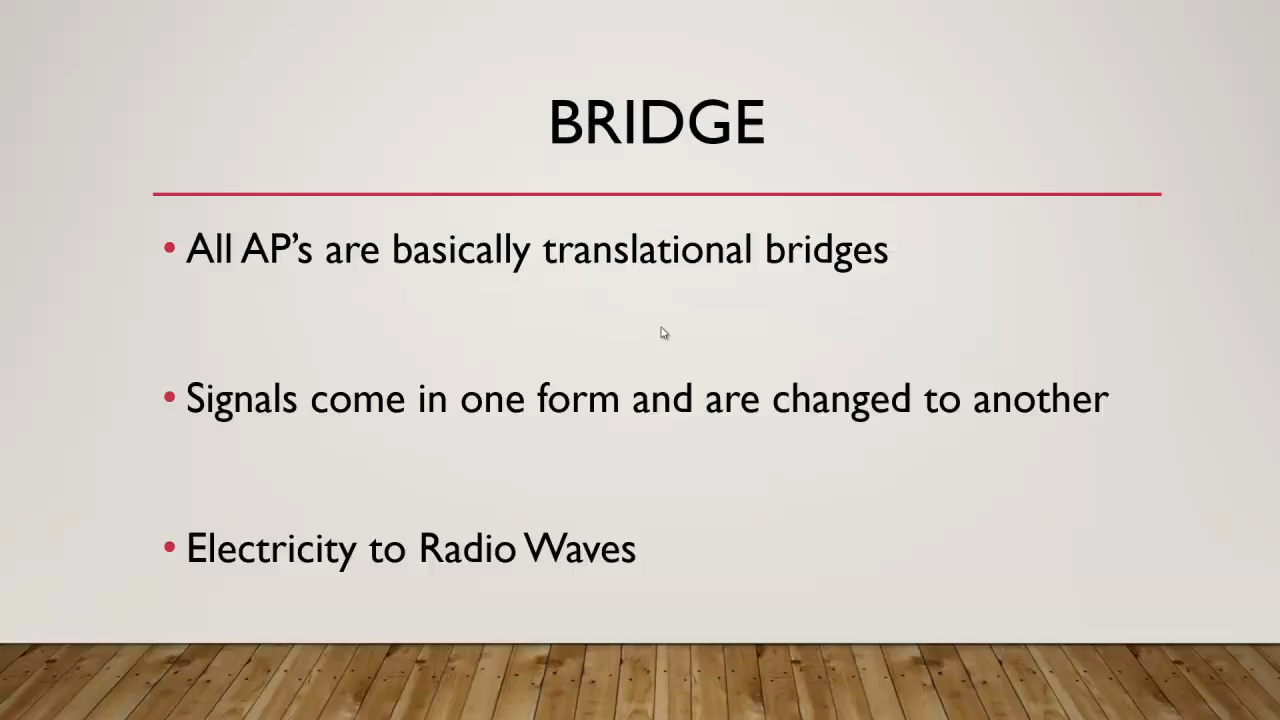 BRIDGE
• All AP's are basically translational bridges
• Signals come in one form and are changed to another
• Electricity to Radio Waves